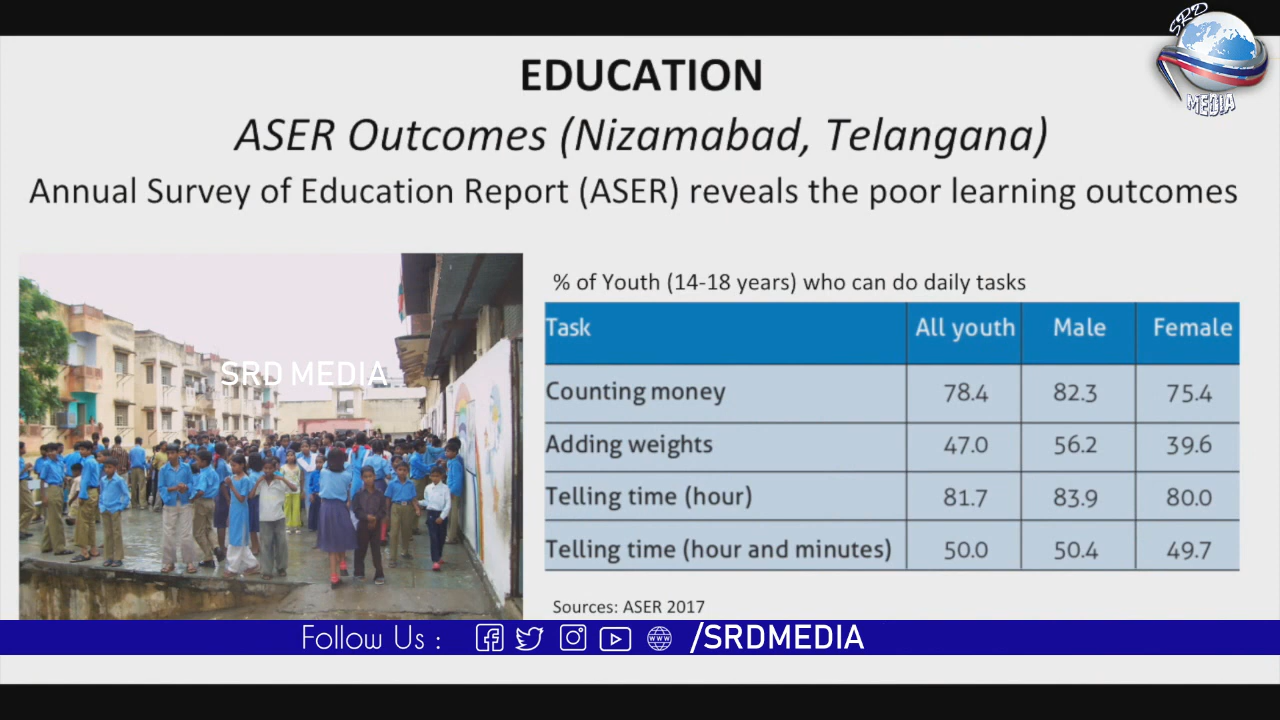 SRD
MEDIA
EDUCATION
ASER Outcomes (Nizamabad, Telangana)
Annual Survey of Education Report (ASER) reveals the poor learning outcomes
SRD MEDIA
% of Youth (14-18 years) who can do daily tasks
Task All youth Male Female
Counting money 78.4 82.3 75.4
Adding weights 47.0 56.2 39.6
Telling time (hour) 81.7 83.9 80.0
Telling time (hour and minutes) 50.0 50.4 49.7
Sources: ASER 2017
Follow Us : www /SRDMEDIA